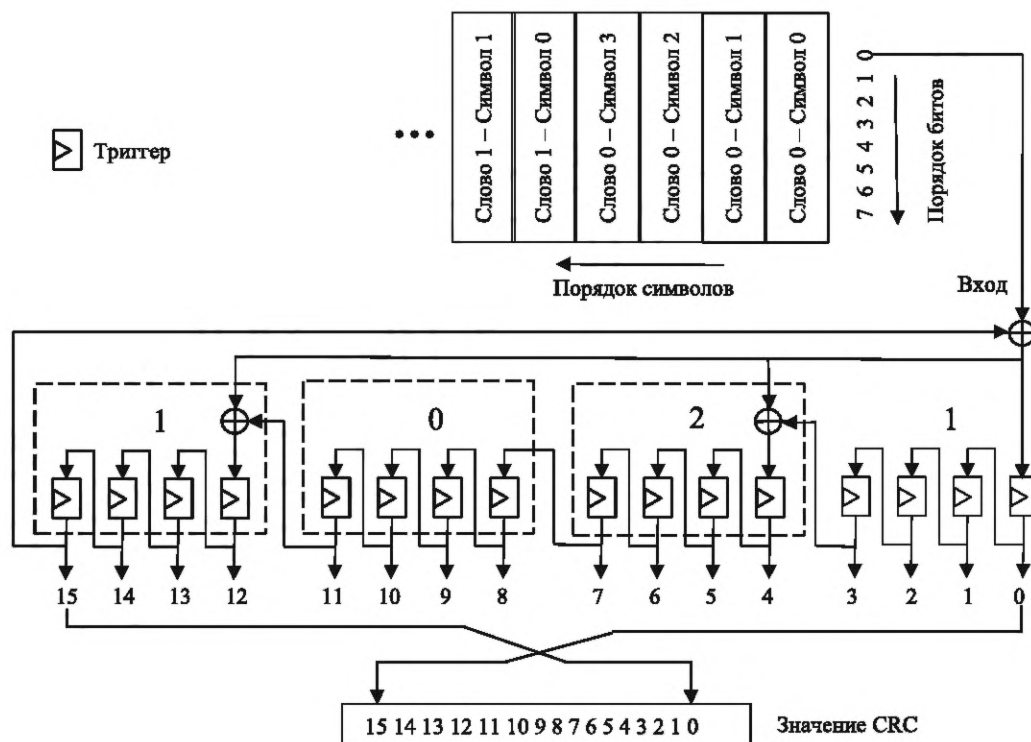 Слово 1 – Символ 1
Слово 1 – Символ 0
Слово 0 – Символ 3
Слово 0 – Символ 2
Слово 0 – Символ 1
Слово 0 – Символ 0
7 6 5 4 3 2 1 0
Порядок битов
Триггер
Порядок символов
Вход
1 0 2 1
15 14 13 12 11 10 9 8 7 6 5 4 3 2 1 0
15 14 13 12 11 10 9 8 7 6 5 4 3 2 1 0
Значение CRC